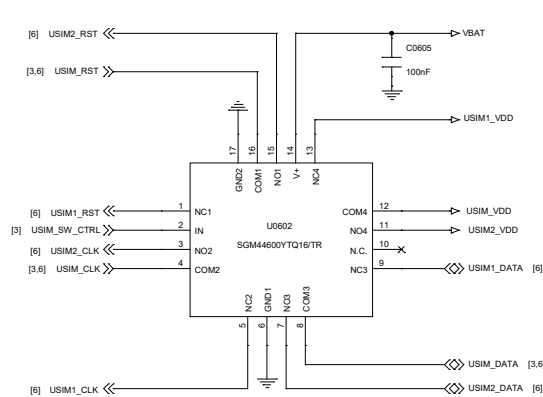 [6] USIM2_RST
VBAT
C0605
100nF
[3,6] USIM_RST
USIM1_VDD
17
16
15
14
13
GND2
COM1
NO1
V+
NC4
[6] USIM1_RST 1 NC1
COM4 12 USIM_VDD
[3] USIM_SW_CTRL 2 IN
U0602
NO4 11 USIM2_VDD
[6] USIM2_CLK 3 NO2
SGM44600YTQ16/TR
N.C. 10
[3,6] USIM_CLK 4 COM2
NC3 9 USIM1_DATA [6]
NC2
GND1
NO3
COM3
5
6
7
8
USIM_DATA [3,6
[6] USIM1_CLK
USIM2_DATA [6]